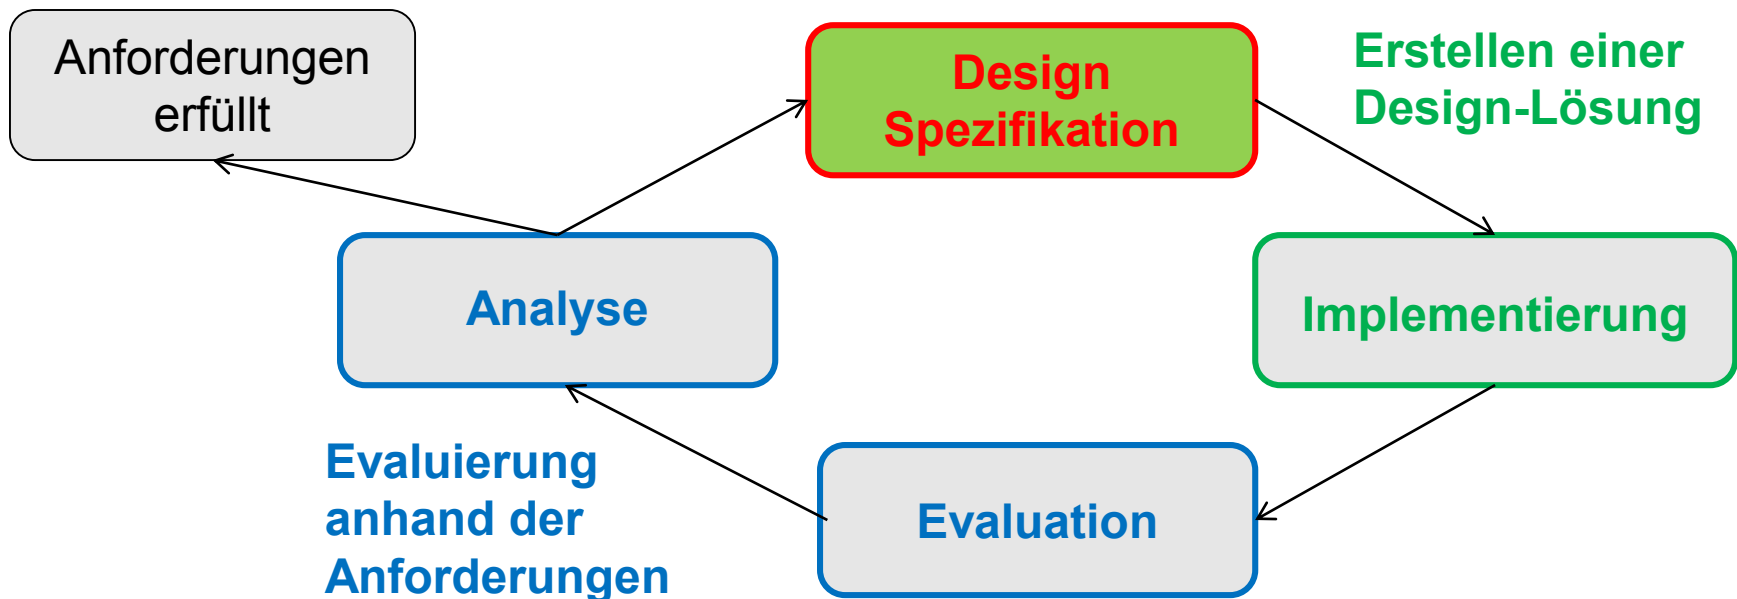 Anforderungen
erfüllt
Design
Spezifikation
Erstellen einer
Design-Lösung
Analyse
Implementierung
Evaluierung
anhand der
Anforderungen
Evaluation